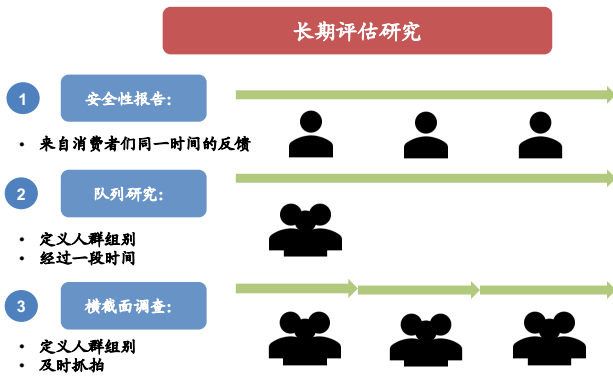 长期评估研究
1
安全性报告：
• 来自消费者们同一时间的反馈
2
队列研究：
• 定义人群组别
• 经过一段时间
3
横截面调查：
• 定义人群组别
• 及时抓拍